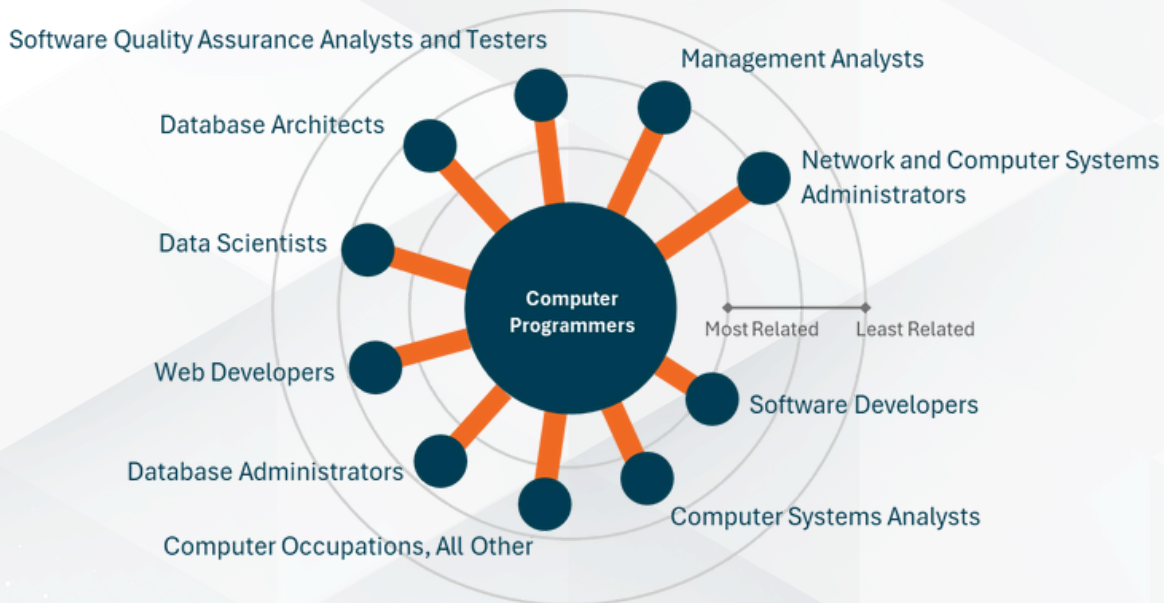 Software Quality Assurance Analysts and Testers
Management Analysts
Database Architects
Network and Computer Systems
Administrators
Data Scientists
Computer
Programmers
Most Related
Least Related
Web Developers
Software Developers
Database Administrators
Computer Systems Analysts
Computer Occupations, All Other